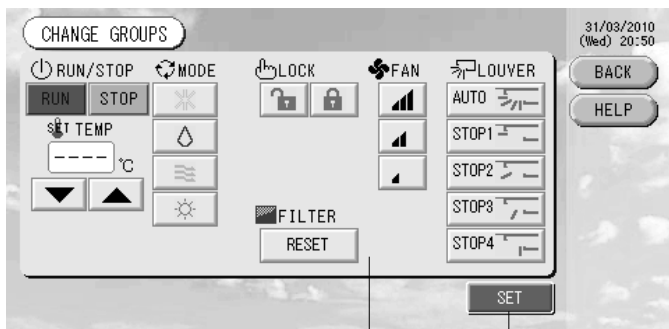 CHANGE GROUPS
31/03/2010
(Wed) 20:50
RUN/STOP
MODE
LOCK
FAN
LOUVER
BACK
RUN
STOP
AUTO
HELP
SET TEMP
STOP1
----°C
STOP2
STOP3
FILTER
RESET
STOP4
SET